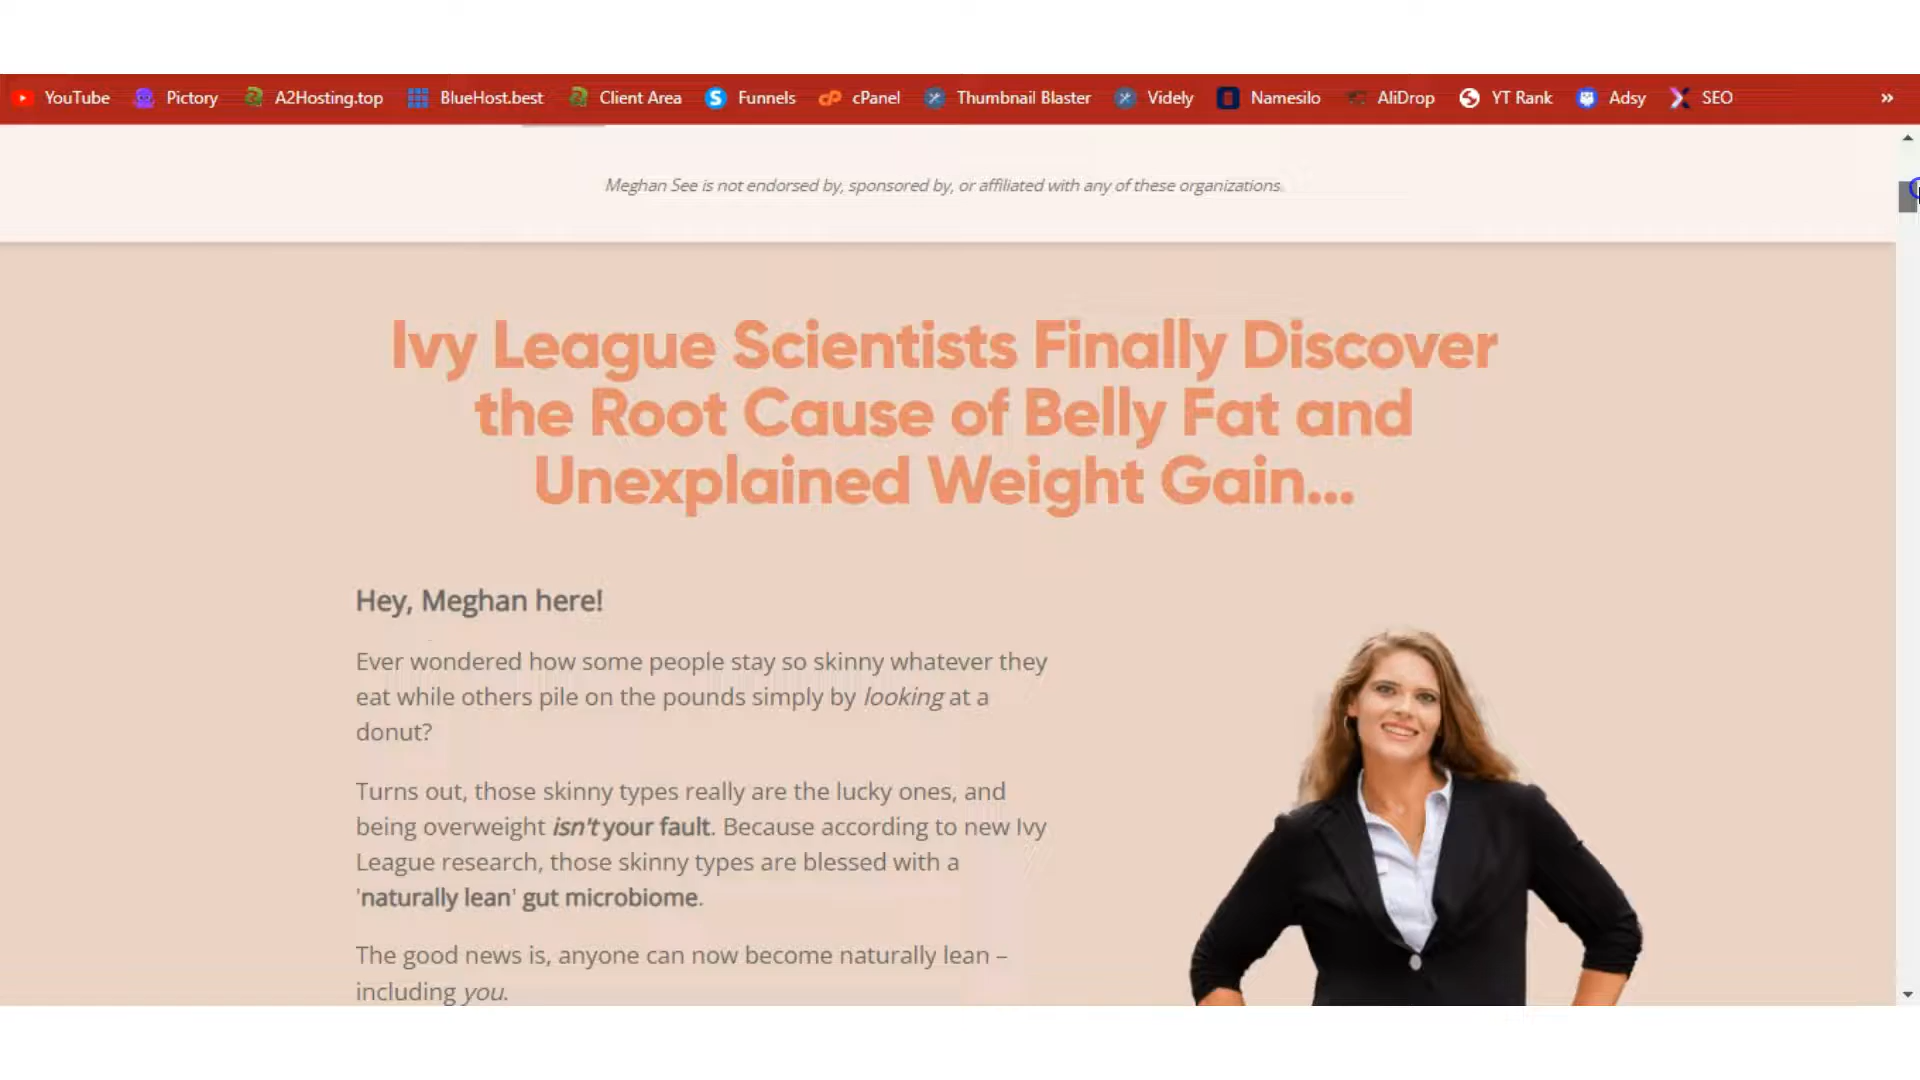 YouTube Pictory A2Hosting.top BlueHost.best Client Area Funnels cPanel Thumbnail Blaster Videly Namesilo AliDrop YT Rank Adsy SEO »
Meghan See is not endorsed by, sponsored by, or affiliated with any of these organizations.
Ivy League Scientists Finally Discover
the Root Cause of Belly Fat and
Unexplained Weight Gain...
Hey, Meghan here!
Ever wondered how some people stay so skinny whatever they
eat while others pile on the pounds simply by looking at a
donut?
Turns out, those skinny types really are the lucky ones, and
being overweight isn't your fault. Because according to new Ivy
League research, those skinny types are blessed with a
'naturally lean' gut microbiome.
The good news is, anyone can now become naturally lean –
including you.